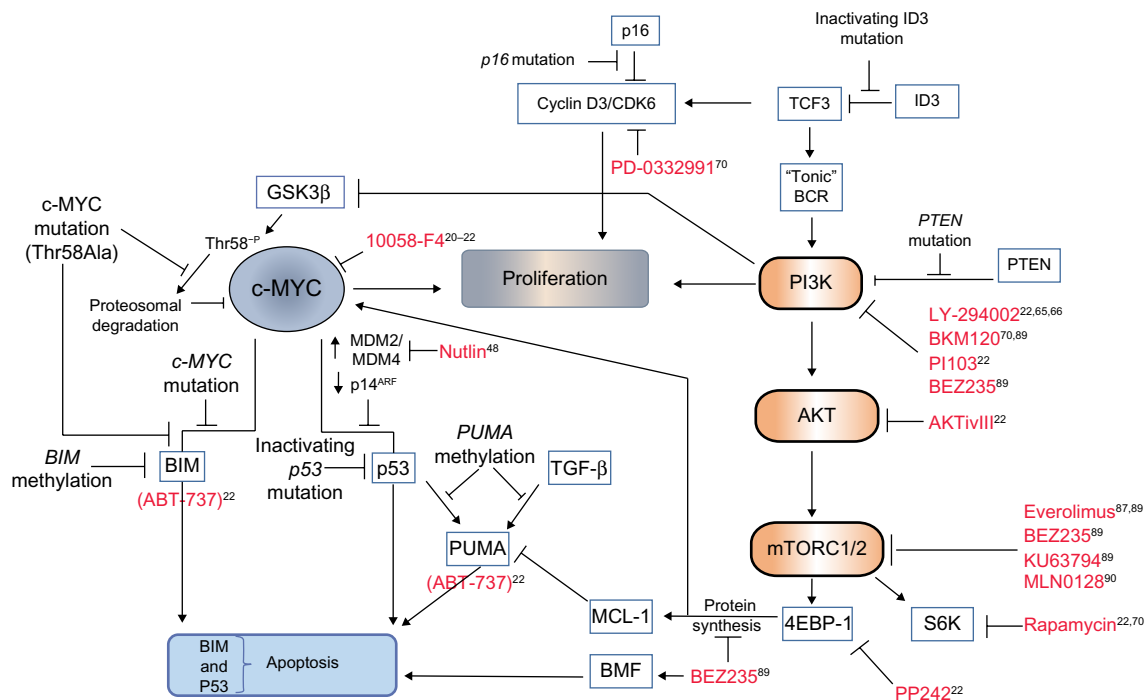 Inactivating ID3
mutation
p16
p16 mutation
Cyclin D3/CDK6
TCF3
ID3
PD-0332991⁷⁰
"Tonic"
BCR
GSK3β
c-MYC
mutation
(Thr58Ala)
Thr58⁻ᴾ
10058-F4²⁰⁻²²
PTEN
mutation
c-MYC
Proliferation
PI3K
PTEN
Proteosomal
degradation
LY-294002²²,⁶⁵,⁶⁶
BKM120⁷⁰,⁸⁹
PI103²²
BEZ235⁸⁹
MDM2/
MDM4
Nutlin⁴⁸
c-MYC
mutation
p14ᴬᴿᶠ
AKT
AKTivIII²²
Inactivating
p53
mutation
PUMA
methylation
BIM
methylation
BIM
p53
TGF-β
(ABT-737)²²
Everolimus⁸⁷,⁸⁹
BEZ235⁸⁹
KU63794⁸⁹
MLN0128⁹⁰
mTORC1/2
PUMA
(ABT-737)²²
MCL-1
Protein
synthesis
4EBP-1
S6K
Rapamycin²²,⁷⁰
BIM
and
P53
Apoptosis
BMF
BEZ235⁸⁹
PP242²²